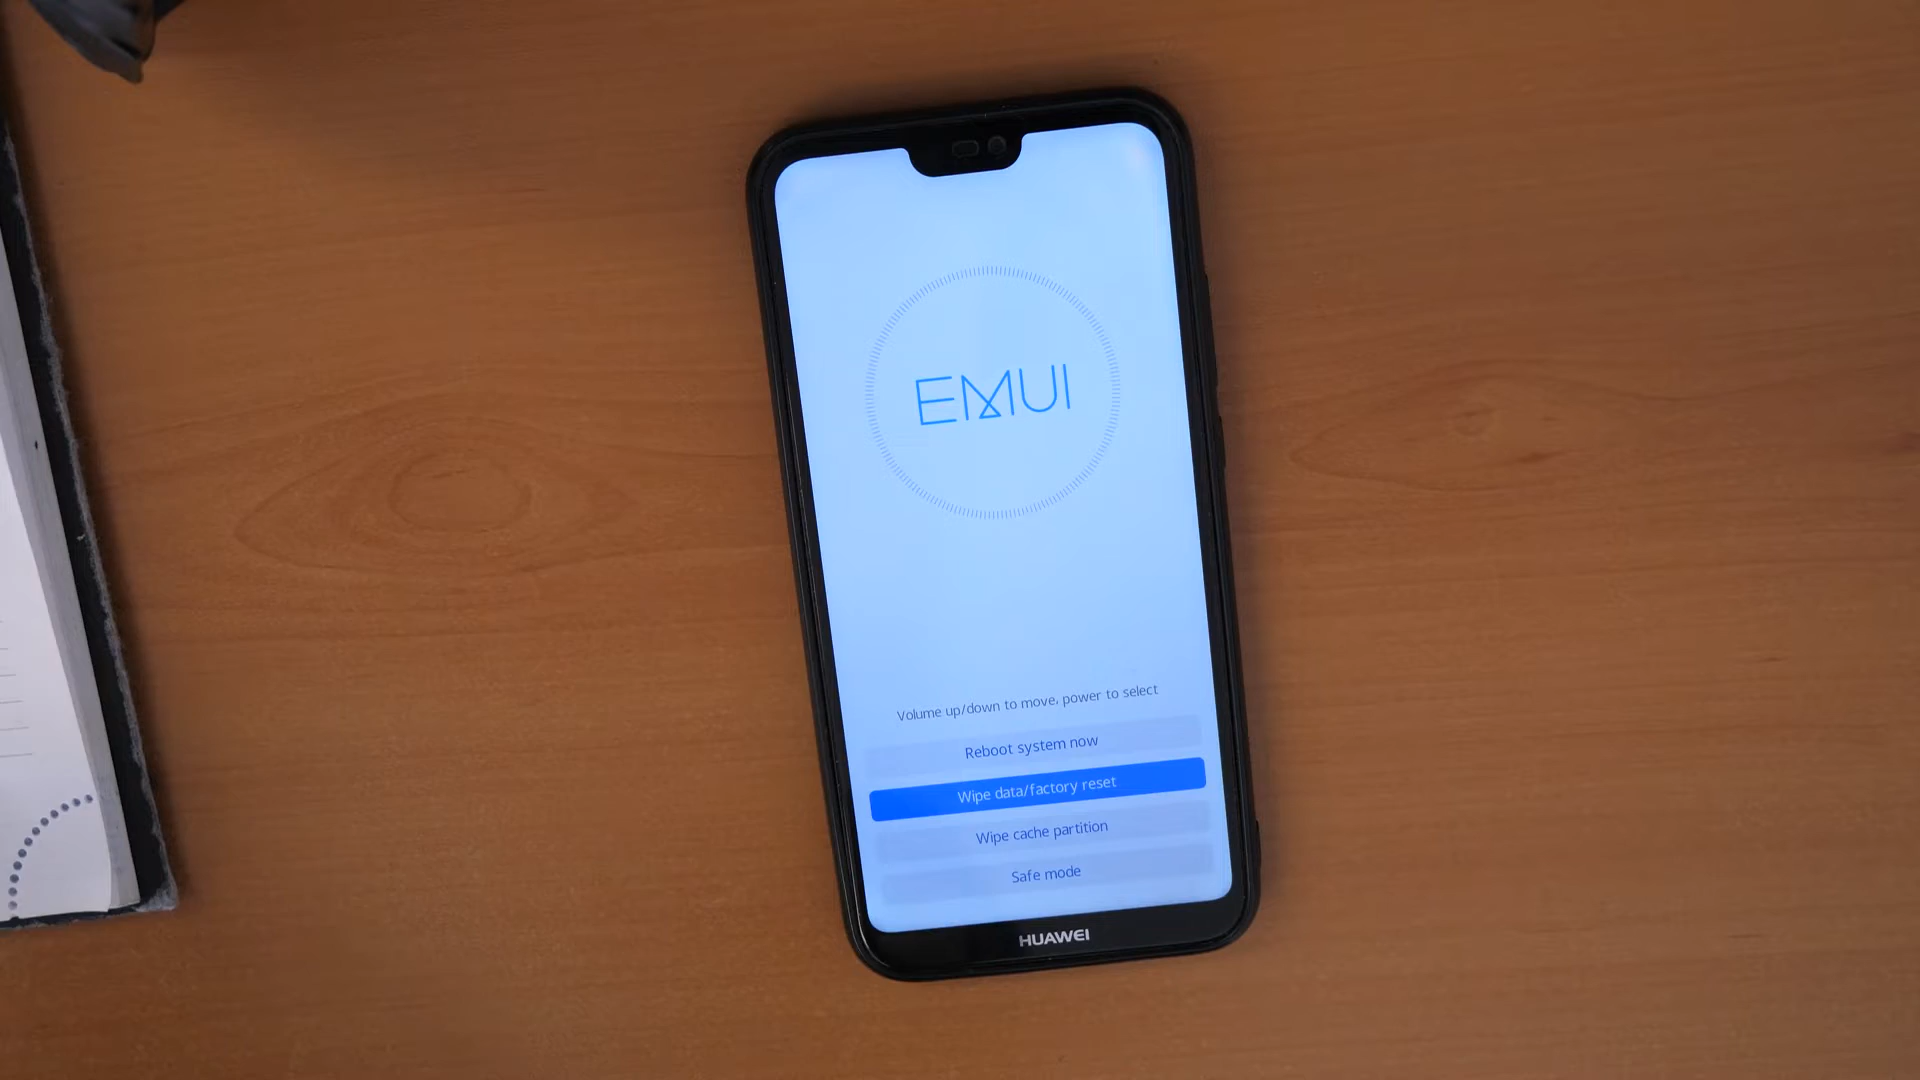 EMUI
Volume up/down to move, power to select
Reboot system now
Wipe data/factory reset
Wipe cache partition
Safe mode
HUAWEI